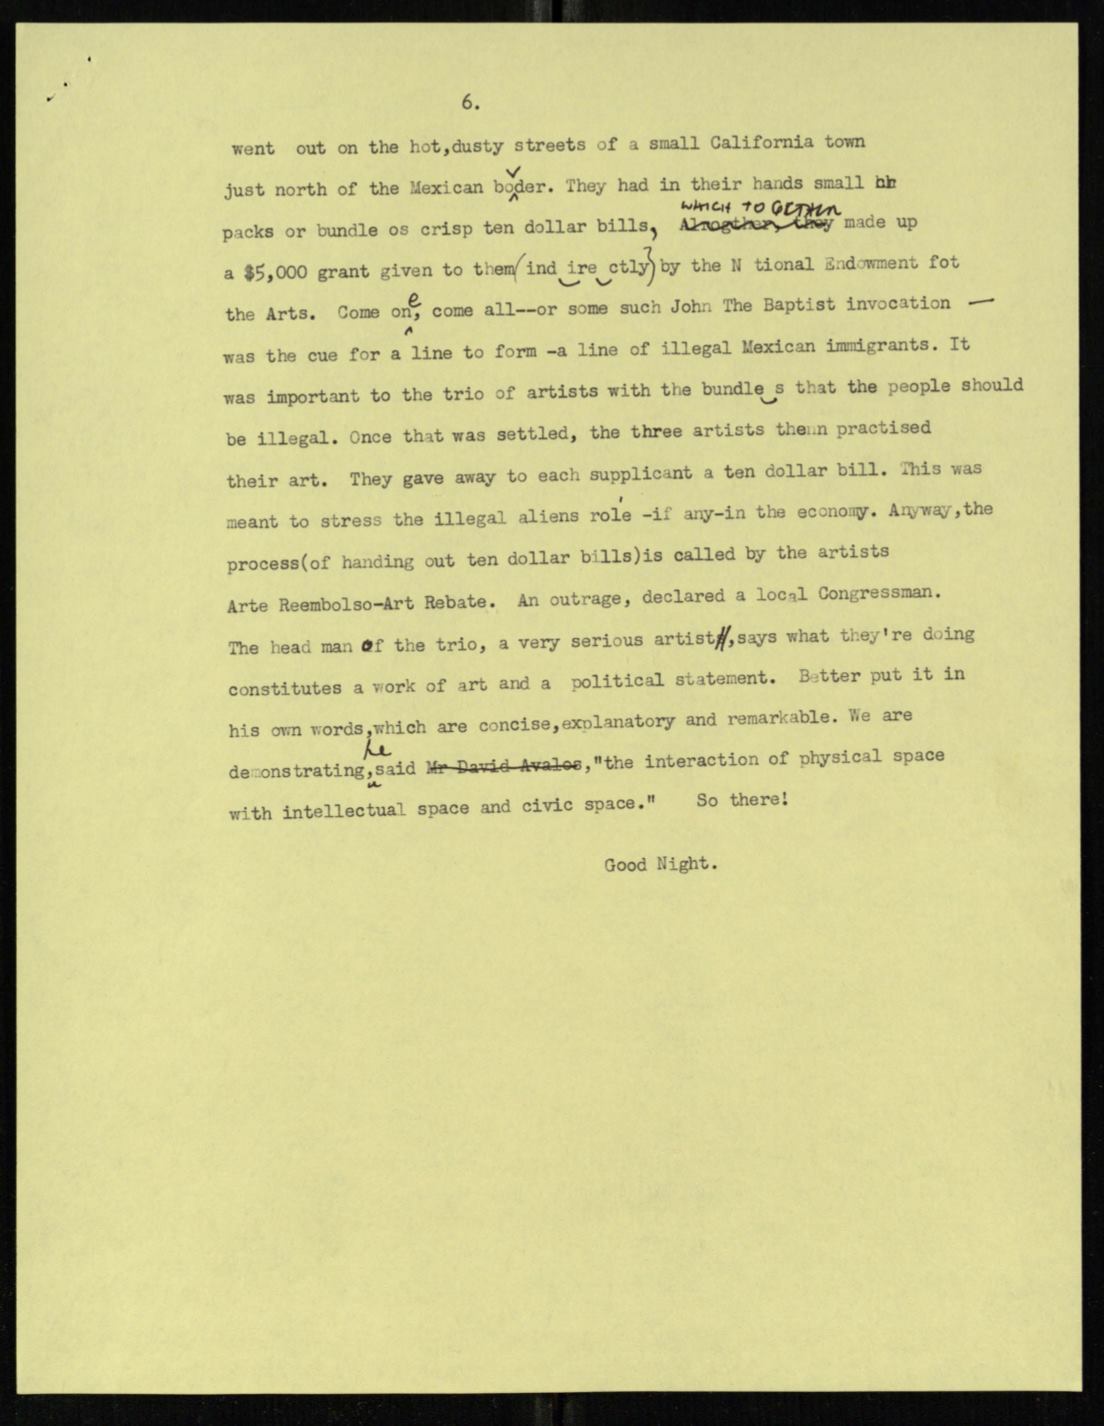 6.
went out on the hot,dusty streets of a small California town
just north of the Mexican boder. They had in their hands small hh
WHICH TOGETHER
packs or bundle os crisp ten dollar bills, Alnogther, they made up
a $5,000 grant given to them(ind ire ctly)by the N tional Endowment fot
the Arts. Come one, come all--or some such John The Baptist invocation —
was the cue for a line to form -a line of illegal Mexican immigrants. It
was important to the trio of artists with the bundle s that the people should
be illegal. Once that was settled, the three artists thenn practised
their art. They gave away to each supplicant a ten dollar bill. This was
meant to stress the illegal aliens role -if any-in the economy. Anyway,the
process(of handing out ten dollar bills)is called by the artists
Arte Reembolso-Art Rebate. An outrage, declared a local Congressman.
The head man of the trio, a very serious artist,says what they're doing
constitutes a work of art and a political statement. Better put it in
his own words,which are concise,explanatory and remarkable. We are
he
demonstrating,said Mr David Avalos,"the interaction of physical space
with intellectual space and civic space." So there!
Good Night.